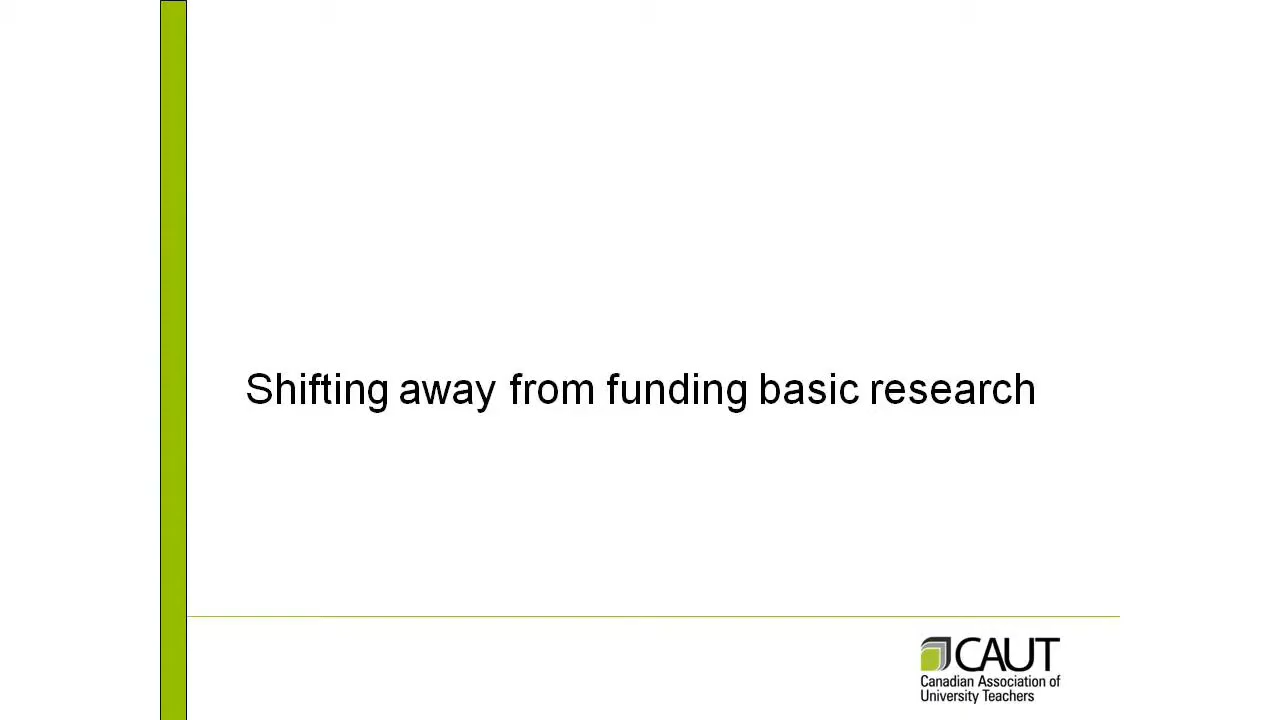 Shifting away from funding basic research
CAUT
Canadian Association of
University Teachers